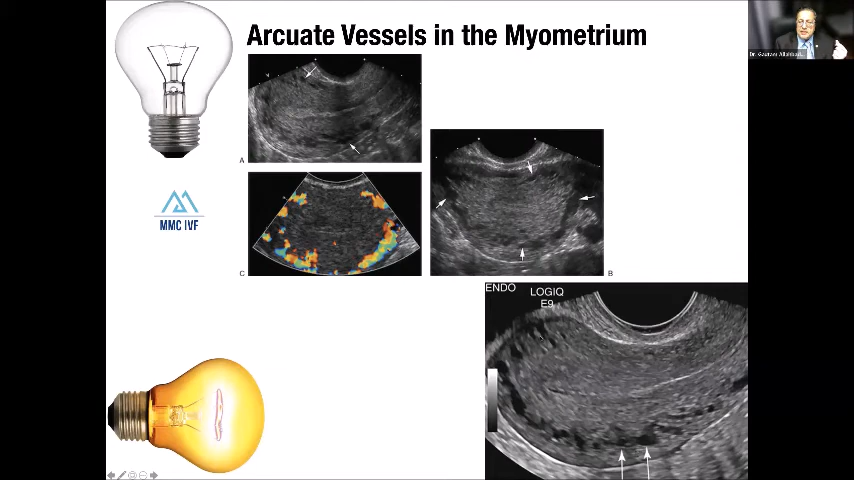 Arcuate Vessels in the Myometrium
A
B
C
MMC IVF
ENDO
LOGIQ
E9